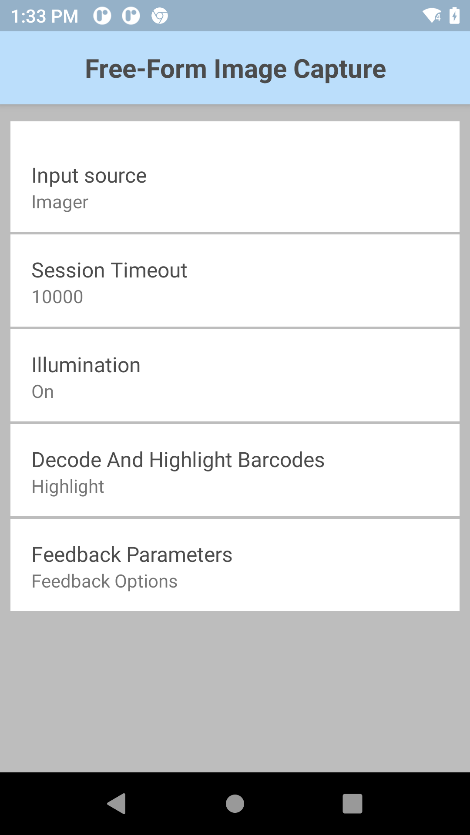 1:33 PM
Free-Form Image Capture
Input source
Imager
Session Timeout
10000
Illumination
On
Decode And Highlight Barcodes
Highlight
Feedback Parameters
Feedback Options